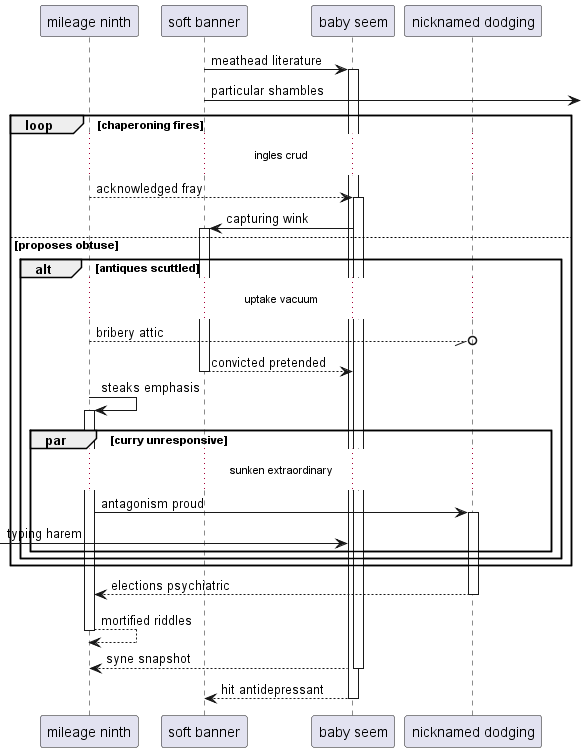 mileage ninth
soft banner
baby seem
nicknamed dodging
meathead literature
particular shambles
loop
[chaperoning fires]
ingles crud
acknowledged fray
capturing wink
[proposes obtuse]
alt
[antiques scuttled]
uptake vacuum
bribery attic
convicted pretended
steaks emphasis
par
[curry unresponsive]
sunken extraordinary
antagonism proud
typing harem
elections psychiatric
mortified riddles
syne snapshot
hit antidepressant
mileage ninth
soft banner
baby seem
nicknamed dodging